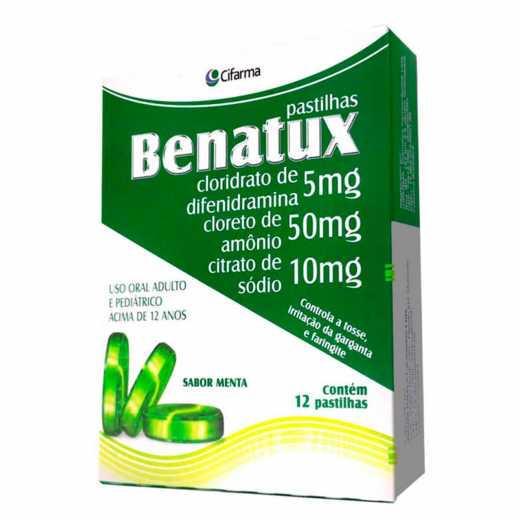 Cifarma
pastilhas
Benatux
cloridrato de
difenidramina 5mg
cloreto de
amônio 50mg
citrato de
sódio 10mg
USO ORAL ADULTO
E PEDIÁTRICO
ACIMA DE 12 ANOS
Controla a tosse,
irritação da garganta
e faringite
SABOR MENTA
Contém
12 pastilhas